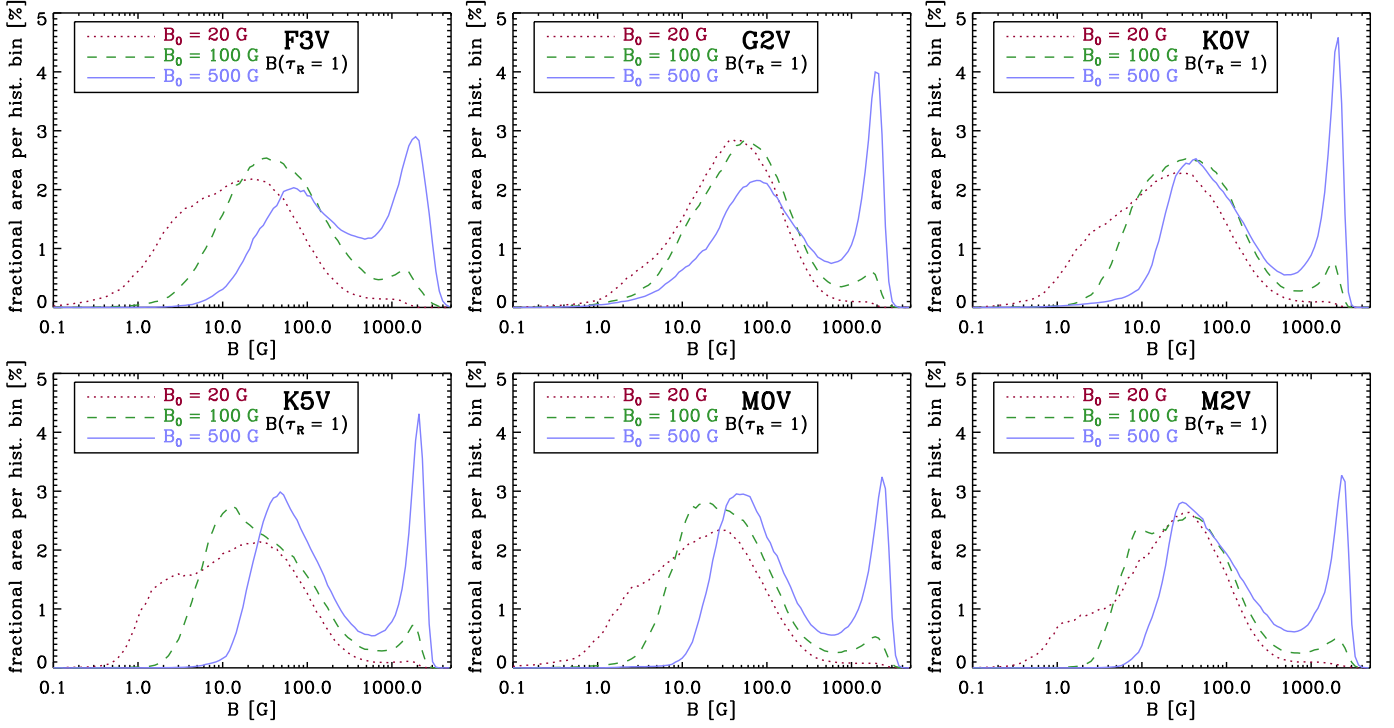 fractional area per hist. bin [%]
5
4
3
2
1
0
B₀ = 20 G
B₀ = 100 G
B₀ = 500 G
F3V
B(τ_R = 1)
0.1 1.0 10.0 100.0 1000.0
B [G]
fractional area per hist. bin [%]
5
4
3
2
1
0
B₀ = 20 G
B₀ = 100 G
B₀ = 500 G
G2V
B(τ_R = 1)
0.1 1.0 10.0 100.0 1000.0
B [G]
fractional area per hist. bin [%]
5
4
3
2
1
0
B₀ = 20 G
B₀ = 100 G
B₀ = 500 G
K0V
B(τ_R = 1)
0.1 1.0 10.0 100.0 1000.0
B [G]
fractional area per hist. bin [%]
5
4
3
2
1
0
B₀ = 20 G
B₀ = 100 G
B₀ = 500 G
K5V
B(τ_R = 1)
0.1 1.0 10.0 100.0 1000.0
B [G]
fractional area per hist. bin [%]
5
4
3
2
1
0
B₀ = 20 G
B₀ = 100 G
B₀ = 500 G
M0V
B(τ_R = 1)
0.1 1.0 10.0 100.0 1000.0
B [G]
fractional area per hist. bin [%]
5
4
3
2
1
0
B₀ = 20 G
B₀ = 100 G
B₀ = 500 G
M2V
B(τ_R = 1)
0.1 1.0 10.0 100.0 1000.0
B [G]